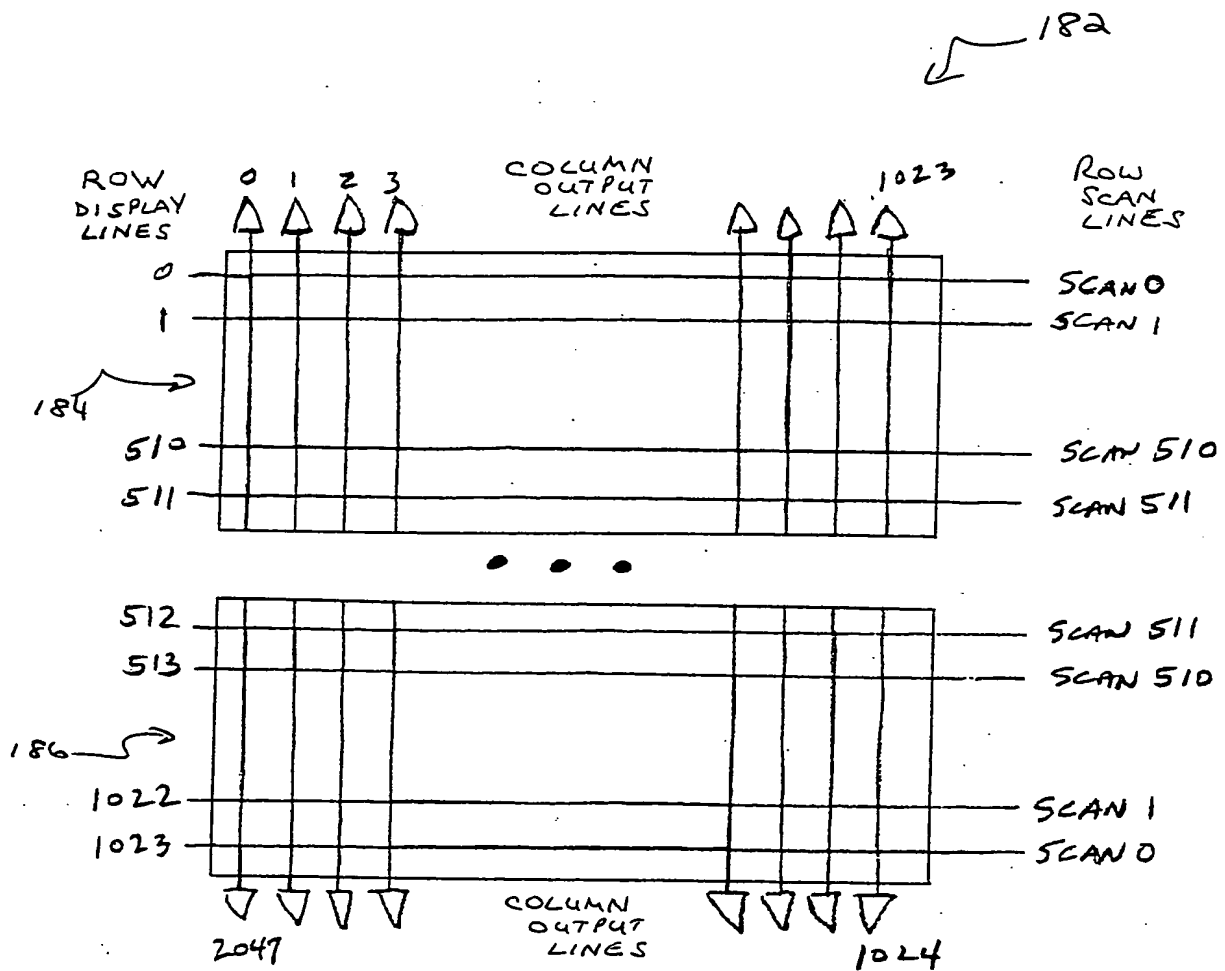 182
ROW
DISPLAY
LINES
0 1 2 3
COLUMN
OUTPUT
LINES
1023
ROW
SCAN
LINES
0
SCAN 0
1
SCAN 1
184
510
SCAN 510
511
SCAN 511
512
SCAN 511
513
SCAN 510
186
1022
SCAN 1
1023
SCAN 0
2047
COLUMN
OUTPUT
LINES
1024